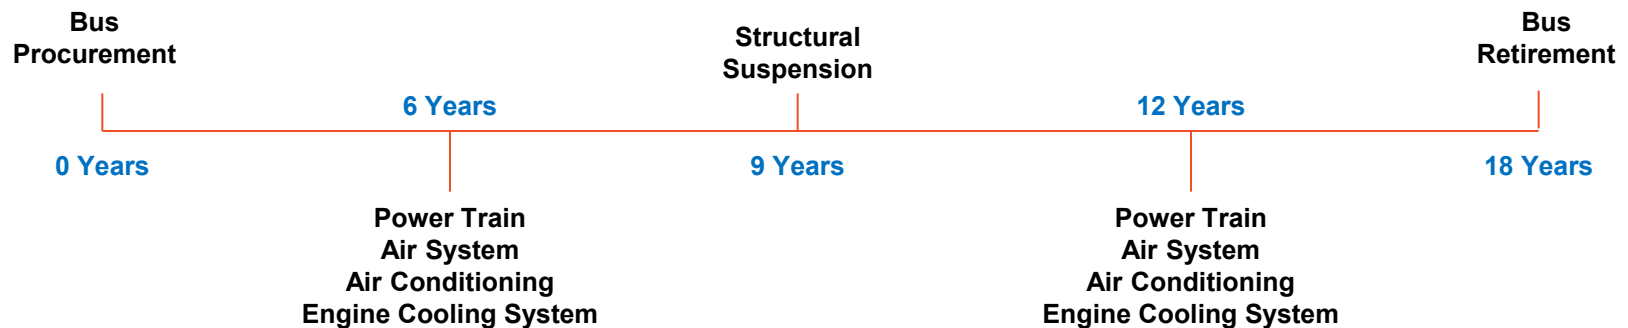 Bus
Procurement
Structural
Suspension
Bus
Retirement
6 Years
12 Years
0 Years
9 Years
18 Years
Power Train
Air System
Air Conditioning
Engine Cooling System
Power Train
Air System
Air Conditioning
Engine Cooling System